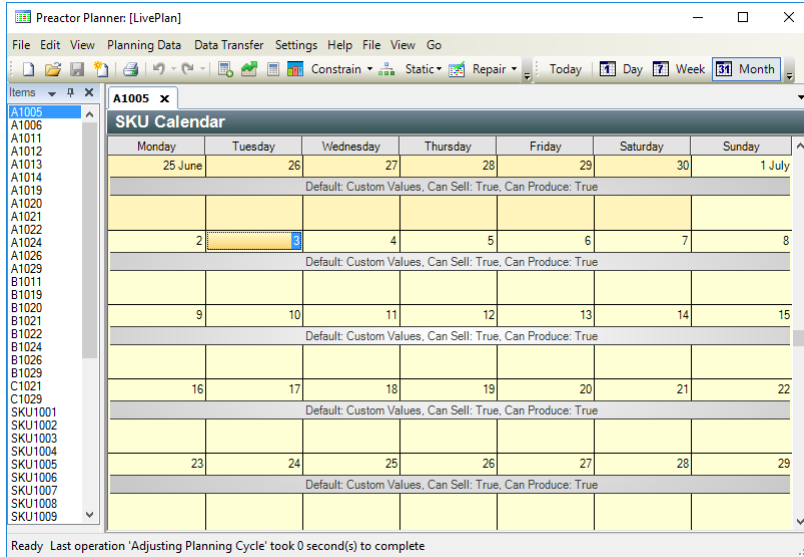 Preactor Planner: [LivePlan]
File Edit View Planning Data Data Transfer Settings Help File View Go
Constrain Static Repair Today 1 Day 7 Week 31 Month
Items
A1005
A1006
A1011
A1012
A1013
A1014
A1019
A1020
A1021
A1022
A1024
A1026
A1029
B1011
B1019
B1020
B1021
B1022
B1024
B1026
B1029
C1021
C1029
SKU1001
SKU1002
SKU1003
SKU1004
SKU1005
SKU1006
SKU1007
SKU1008
SKU1009
A1005
SKU Calendar
Monday Tuesday Wednesday Thursday Friday Saturday Sunday
25 June 26 27 28 29 30 1 July
Default: Custom Values, Can Sell: True, Can Produce: True
2 3 4 5 6 7 8
Default: Custom Values, Can Sell: True, Can Produce: True
9 10 11 12 13 14 15
Default: Custom Values, Can Sell: True, Can Produce: True
16 17 18 19 20 21 22
Default: Custom Values, Can Sell: True, Can Produce: True
23 24 25 26 27 28 29
Default: Custom Values, Can Sell: True, Can Produce: True
Ready Last operation 'Adjusting Planning Cycle' took 0 second(s) to complete